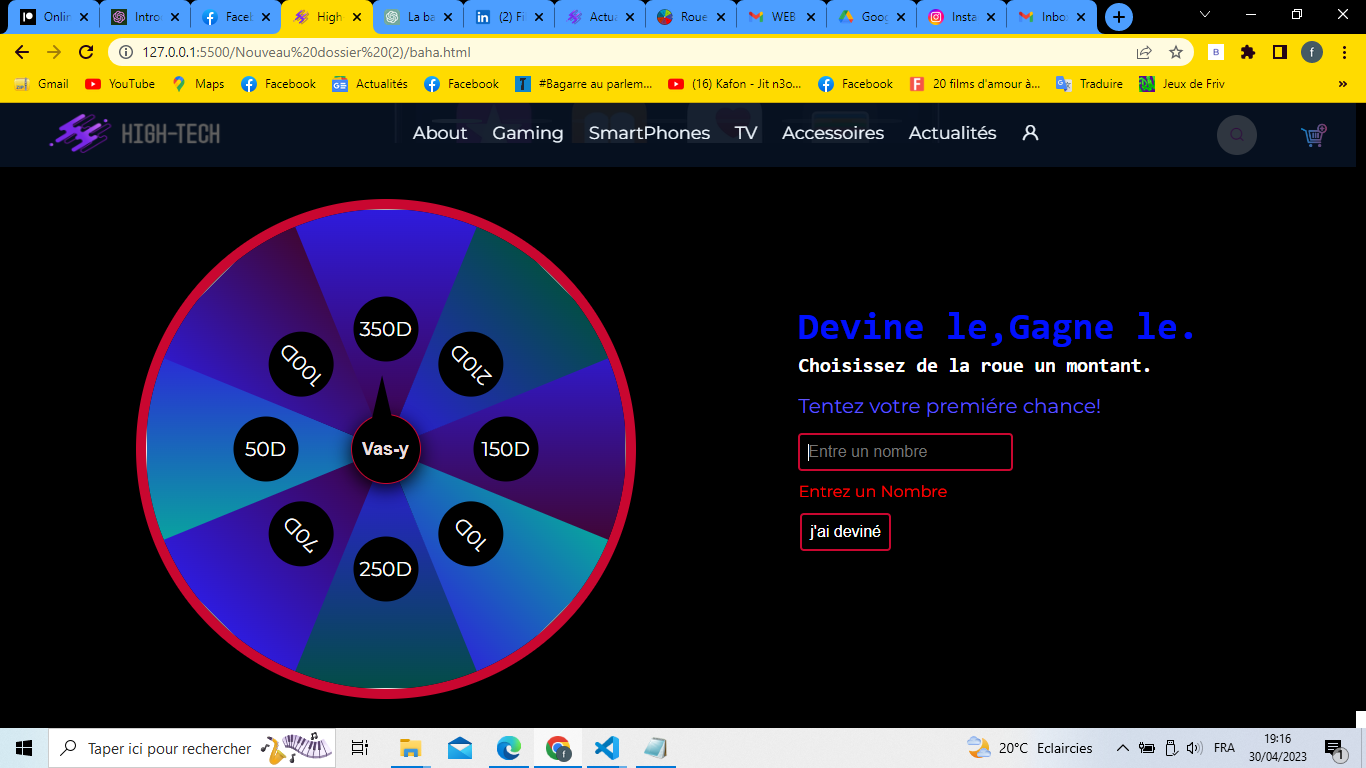 Onlin
Intro
Faceb
High
La ba
(2) Fi
Actua
Roue
WEB
Goog
Insta
Inbo
127.0.0.1:5500/Nouveau%20dossier%20(2)/baha.html
B
f
Gmail
YouTube
Maps
Facebook
Actualités
Facebook
#Bagarre au parlem...
(16) Kafon - Jit n3o...
Facebook
20 films d'amour à...
Traduire
Jeux de Friv
»
HIGH-TECH
About
Gaming
SmartPhones
TV
Accessoires
Actualités
350D
100D
210D
50D
Vas-y
150D
70D
10D
250D
Devine le,Gagne le.
Choisissez de la roue un montant.
Tentez votre premiére chance!
Entre un nombre
Entrez un Nombre
j'ai deviné
Taper ici pour rechercher
20°C Eclaircies
FRA
19:16
30/04/2023
1